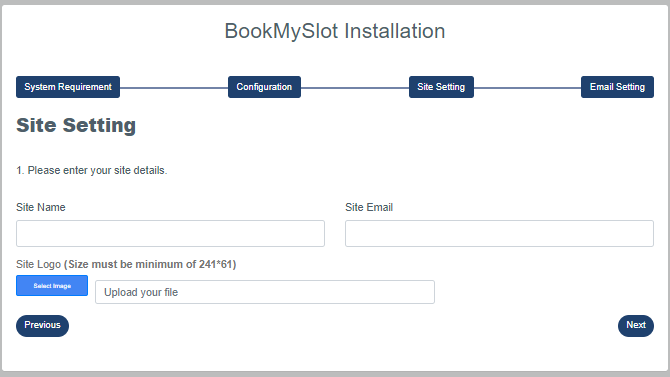 BookMySlot Installation
System Requirement
Configuration
Site Setting
Email Setting
Site Setting
1. Please enter your site details.
Site Name
Site Email
Site Logo (Size must be minimum of 241*61)
Select Image
Upload your file
Previous
Next